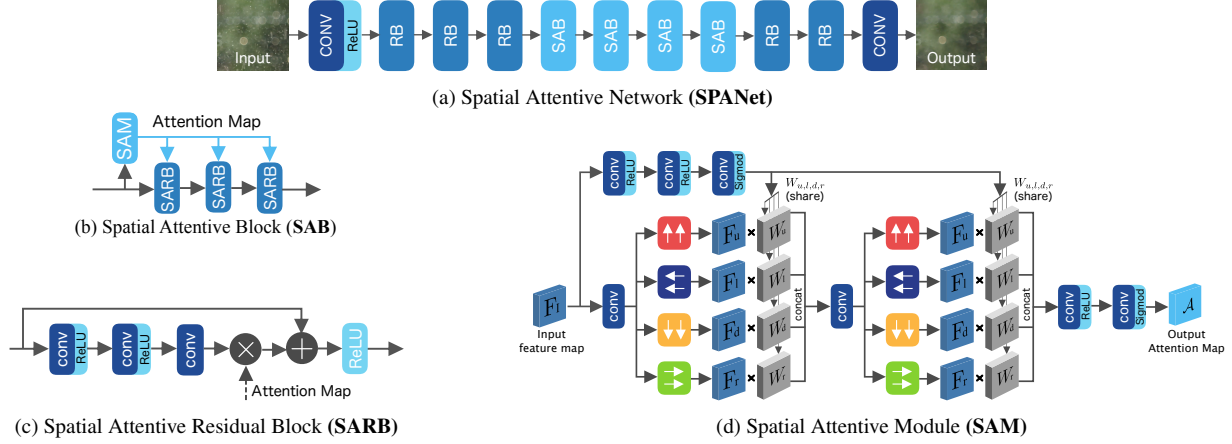 Input
CONV
ReLU
RB
RB
RB
SAB
SAB
SAB
SAB
RB
RB
CONV
Output
(a) Spatial Attentive Network (SPANet)
SAM
Attention Map
SARB
SARB
SARB
(b) Spatial Attentive Block (SAB)
conv
ReLU
conv
ReLU
conv
×
+
ReLU
Attention Map
(c) Spatial Attentive Residual Block (SARB)
conv
ReLU
conv
ReLU
conv
Sigmod
W_{u,l,d,r}
(share)
W_{u,l,d,r}
(share)
F_I
Input
feature map
conv
F_u × W_u
F_l × W_l
F_d × W_d
F_r × W_r
concat
conv
F_u × W_u
F_l × W_l
F_d × W_d
F_r × W_r
concat
conv
ReLU
conv
Sigmod
A
Output
Attention Map
(d) Spatial Attentive Module (SAM)